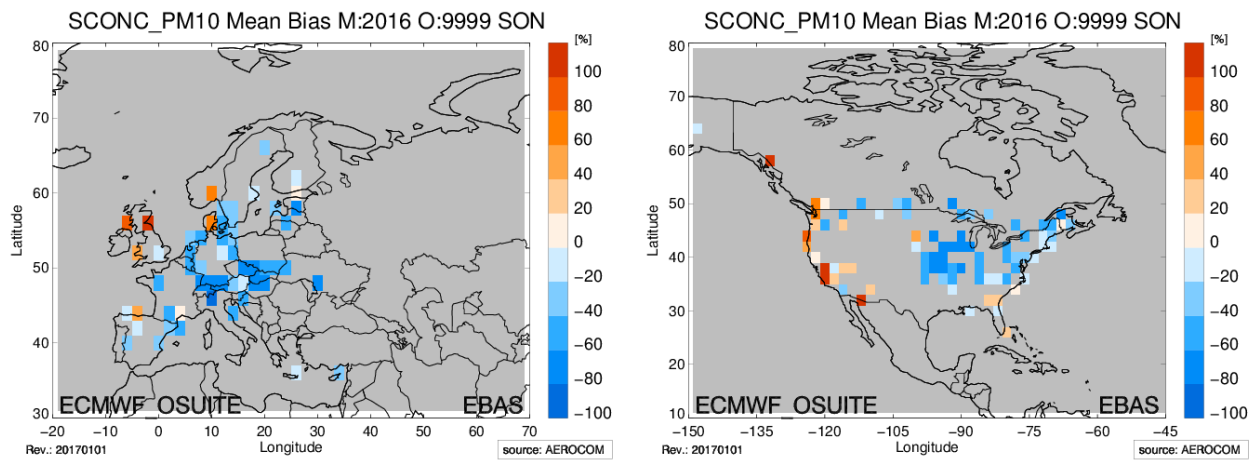 SCONC_PM10 Mean Bias M:2016 O:9999 SON
[%]
80
70
60
50
40
30
Latitude
−20 −10 0 10 20 30 40 50 60 70
Longitude
100
80
60
40
20
0
−20
−40
−60
−80
−100
ECMWF_OSUITE EBAS
Rev.: 20170101
source: AEROCOM
SCONC_PM10 Mean Bias M:2016 O:9999 SON
[%]
80
70
60
50
40
30
20
10
Latitude
−150 −135 −120 −105 −90 −75 −60 −45
Longitude
100
80
60
40
20
0
−20
−40
−60
−80
−100
ECMWF_OSUITE EBAS
Rev.: 20170101
source: AEROCOM